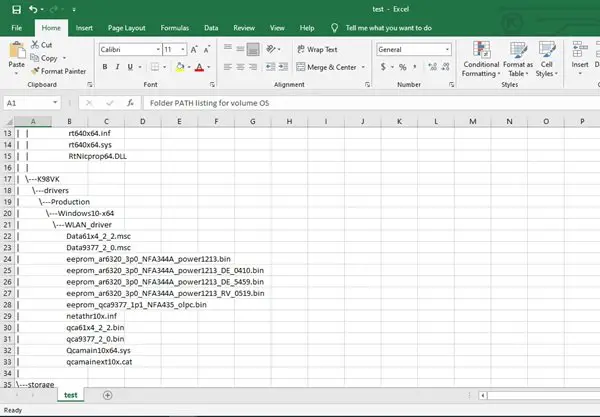 test - Excel
File Home Insert Page Layout Formulas Data Review View Help Tell me what you want to do
Paste
Cut
Copy
Format Painter
Clipboard
Calibri 11
B I U
Font
Wrap Text
Merge & Center
Alignment
General
$ % ,
Number
Conditional Formatting
Format as Table
Cell Styles
Styles
Insert
A1 fx Folder PATH listing for volume OS
A B C D E F G H I J K L M N O P
13 | | rt640x64.inf
14 | | rt640x64.sys
15 | | RtNicprop64.DLL
16 | |
17 | \---K98VK
18 | \---drivers
19 | \---Production
20 | \---Windows10-x64
21 | \---WLAN_driver
22 | Data61x4_2_2.msc
23 | Data9377_2_0.msc
24 | eeprom_ar6320_3p0_NFA344A_power1213.bin
25 | eeprom_ar6320_3p0_NFA344A_power1213_DE_0410.bin
26 | eeprom_ar6320_3p0_NFA344A_power1213_DE_5459.bin
27 | eeprom_ar6320_3p0_NFA344A_power1213_RV_0519.bin
28 | eeprom_qca9377_1p1_NFA435_olpc.bin
29 | netathr10x.inf
30 | qca61x4_2_2.bin
31 | qca9377_2_0.bin
32 | Qcamain10x64.sys
33 | qcamainext10x.cat
34 |
35 \---storage
test
Ready